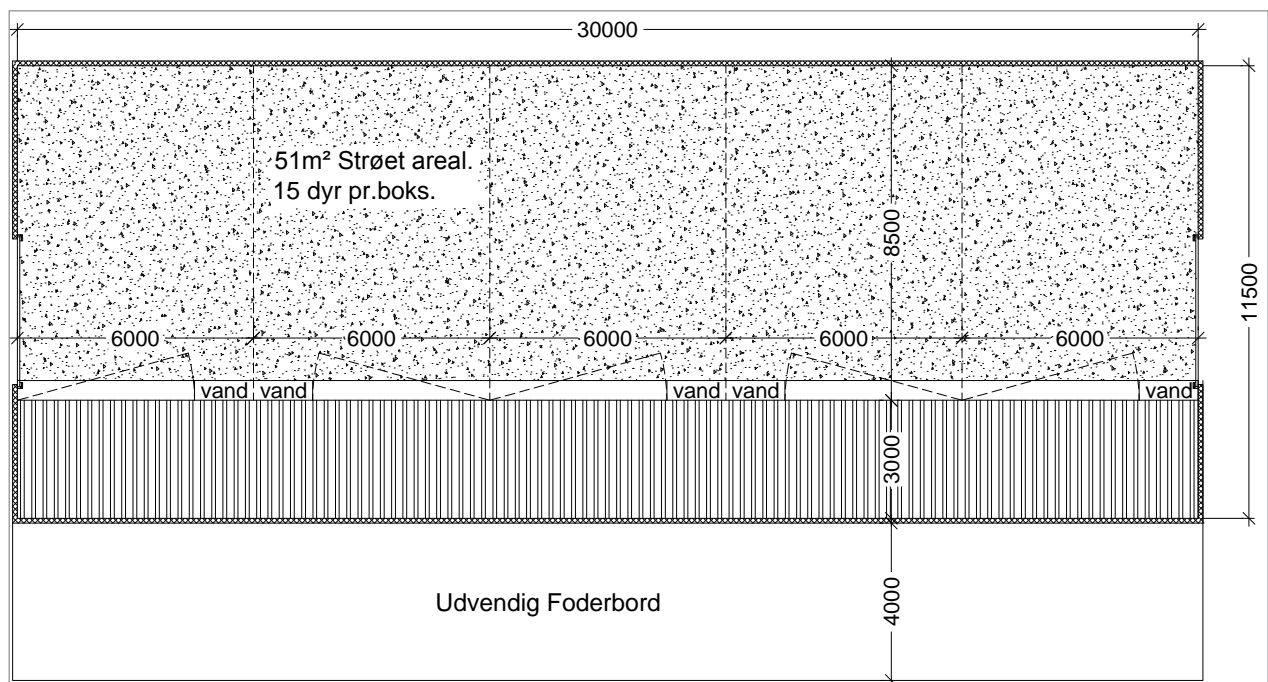 30000
51m² Strøet areal.
15 dyr pr.boks.
8500
11500
6000 6000 6000 6000 6000
vand vand vand vand vand
3000
Udvendig Foderbord
4000